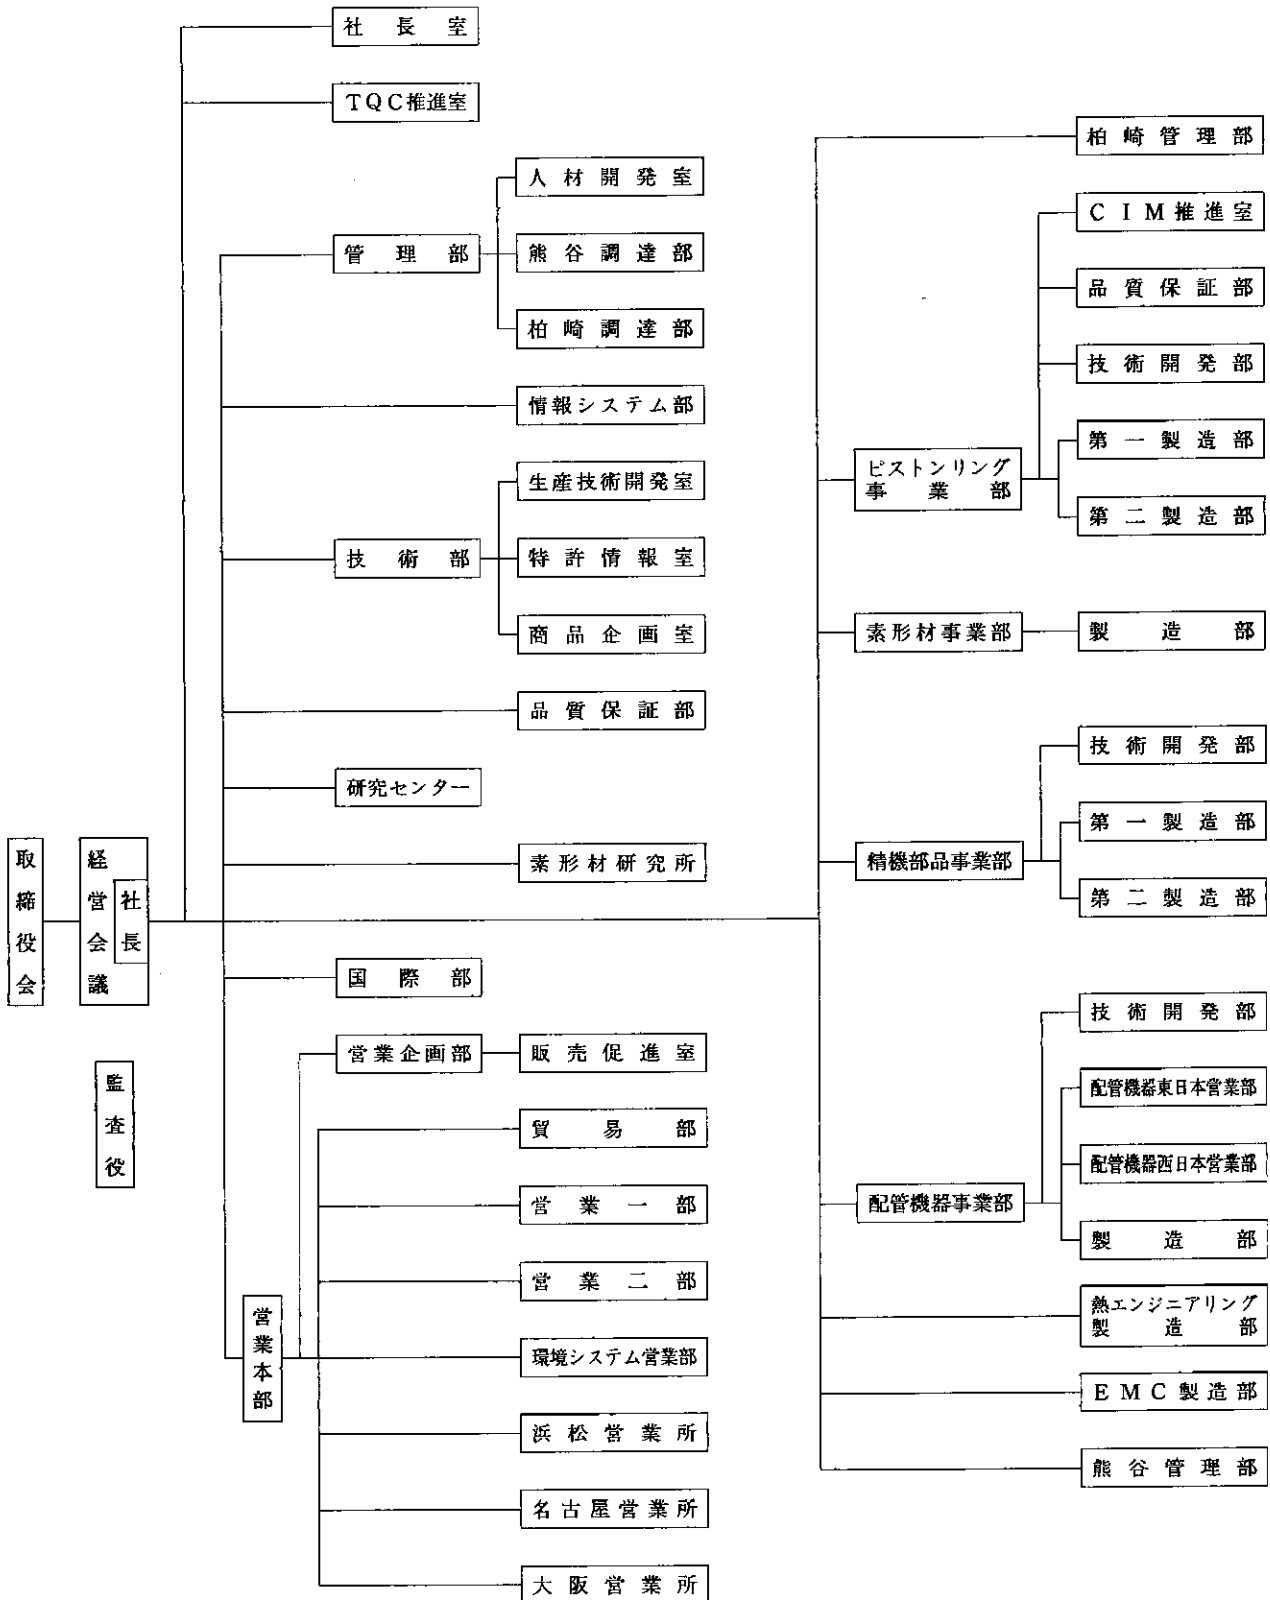 取締役会
経営会議
社長
監査役
社長室
TQC推進室
管理部
人材開発室
熊谷調達部
柏崎調達部
情報システム部
技術部
生産技術開発室
特許情報室
商品企画室
品質保証部
研究センター
素形材研究所
国際部
営業本部
営業企画部
販売促進室
貿易部
営業一部
営業二部
環境システム営業部
浜松営業所
名古屋営業所
大阪営業所
柏崎管理部
ピストンリング
事業部
CIM推進室
品質保証部
技術開発部
第一製造部
第二製造部
素形材事業部
製造部
精機部品事業部
技術開発部
第一製造部
第二製造部
配管機器事業部
技術開発部
配管機器東日本営業部
配管機器西日本営業部
製造部
熱エンジニアリング
製造部
EMC製造部
熊谷管理部